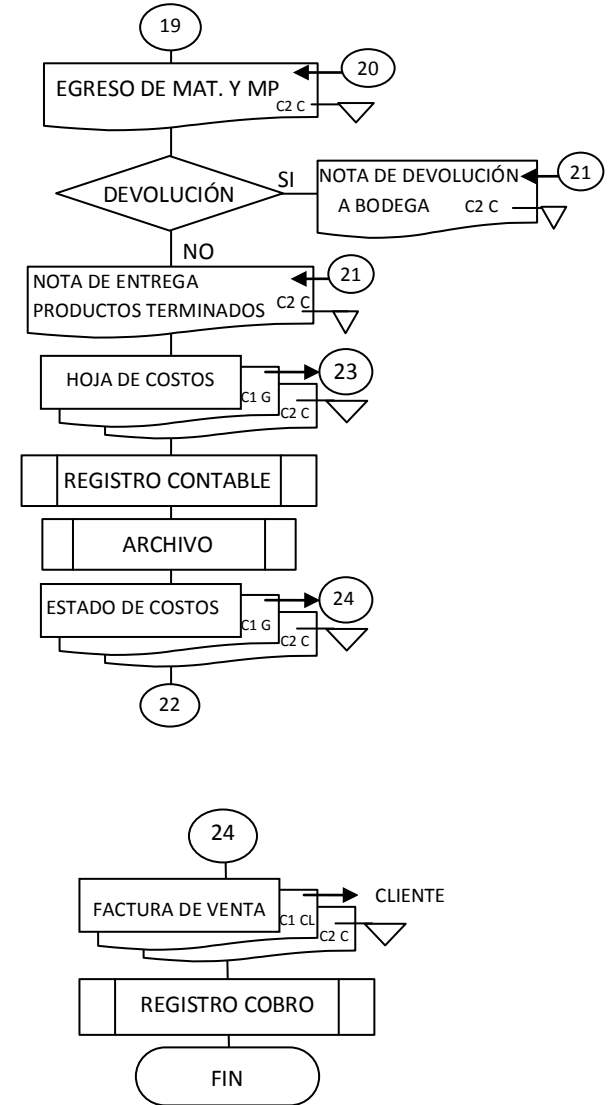 19
EGRESO DE MAT. Y MP
20
C2 C
DEVOLUCIÓN
SI
NOTA DE DEVOLUCIÓN
A BODEGA
C2 C
21
NO
NOTA DE ENTREGA
PRODUCTOS TERMINADOS
C2 C
21
HOJA DE COSTOS
C1 G
C2 C
23
REGISTRO CONTABLE
ARCHIVO
ESTADO DE COSTOS
C1 G
C2 C
24
22
24
FACTURA DE VENTA
C1 CL
C2 C
CLIENTE
REGISTRO COBRO
FIN